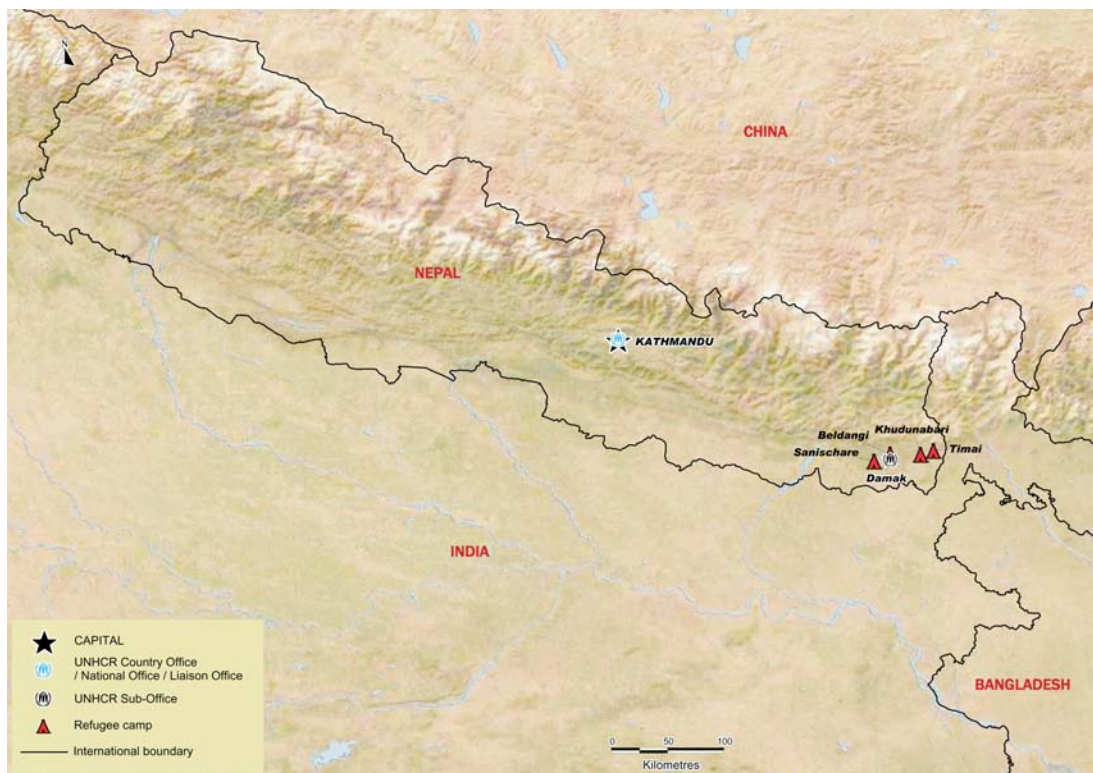 N
CHINA
NEPAL
KATHMANDU
Khudunabari
Beldangi
Timai
Sanischare
Damak
INDIA
BANGLADESH
CAPITAL
UNHCR Country Office
/ National Office / Liaison Office
UNHCR Sub-Office
Refugee camp
International boundary
0 50 100
Kilometres